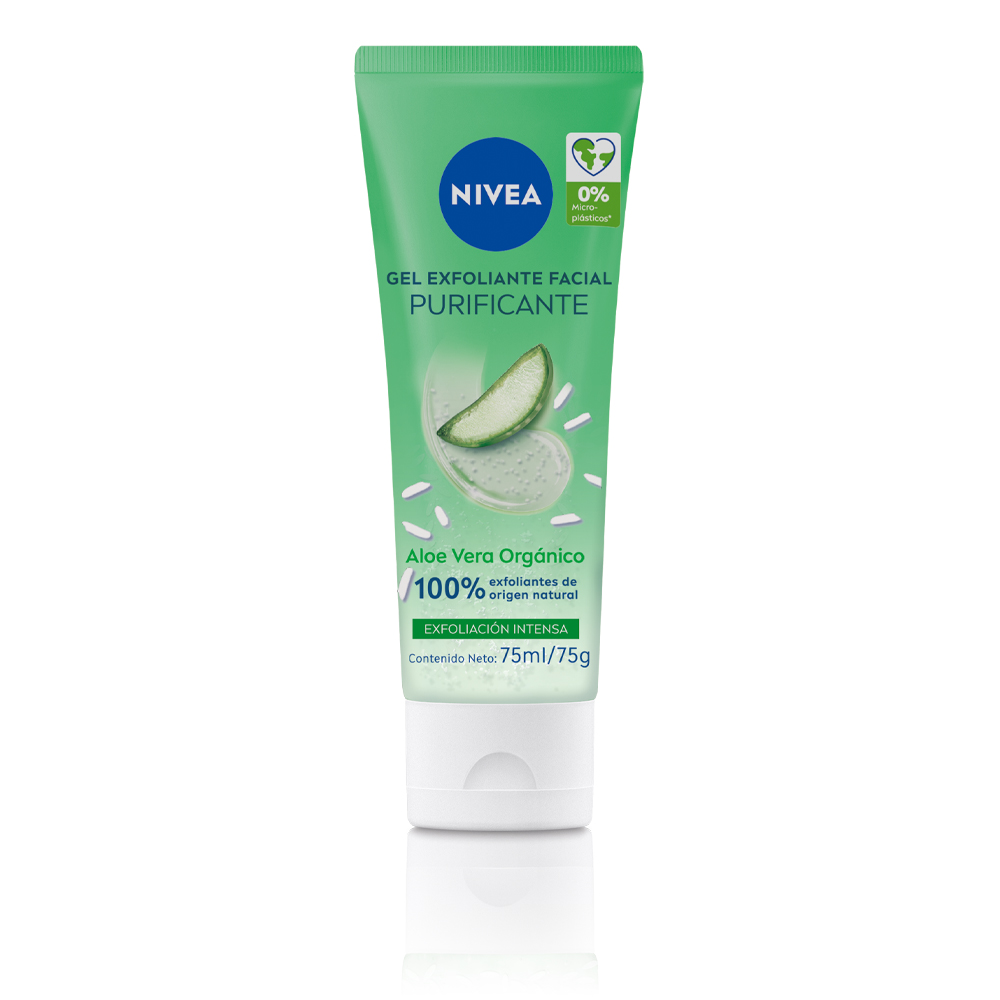 NIVEA
0%
Micro-
plásticos*
GEL EXFOLIANTE FACIAL
PURIFICANTE
Aloe Vera Orgánico
100% exfoliantes de
origen natural
EXFOLIACIÓN INTENSA
Contenido Neto: 75ml/75g